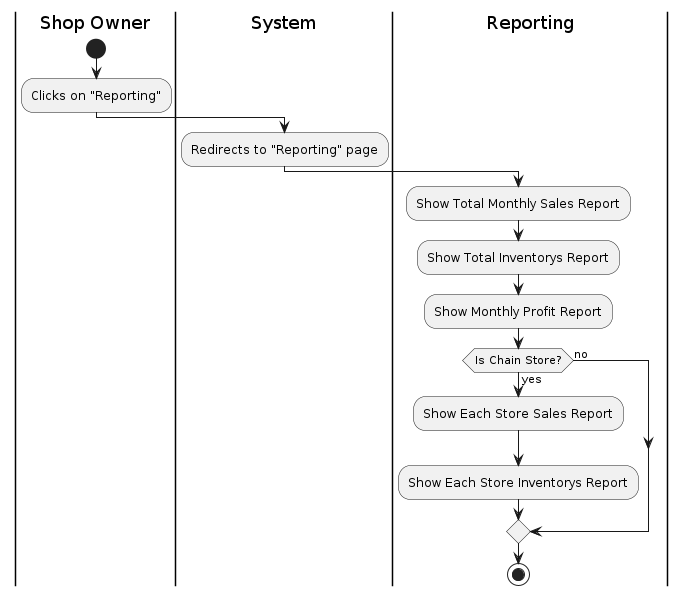 Shop Owner
System
Reporting
Clicks on "Reporting"
Redirects to "Reporting" page
Show Total Monthly Sales Report
Show Total Inventorys Report
Show Monthly Profit Report
Is Chain Store?
no
yes
Show Each Store Sales Report
Show Each Store Inventorys Report